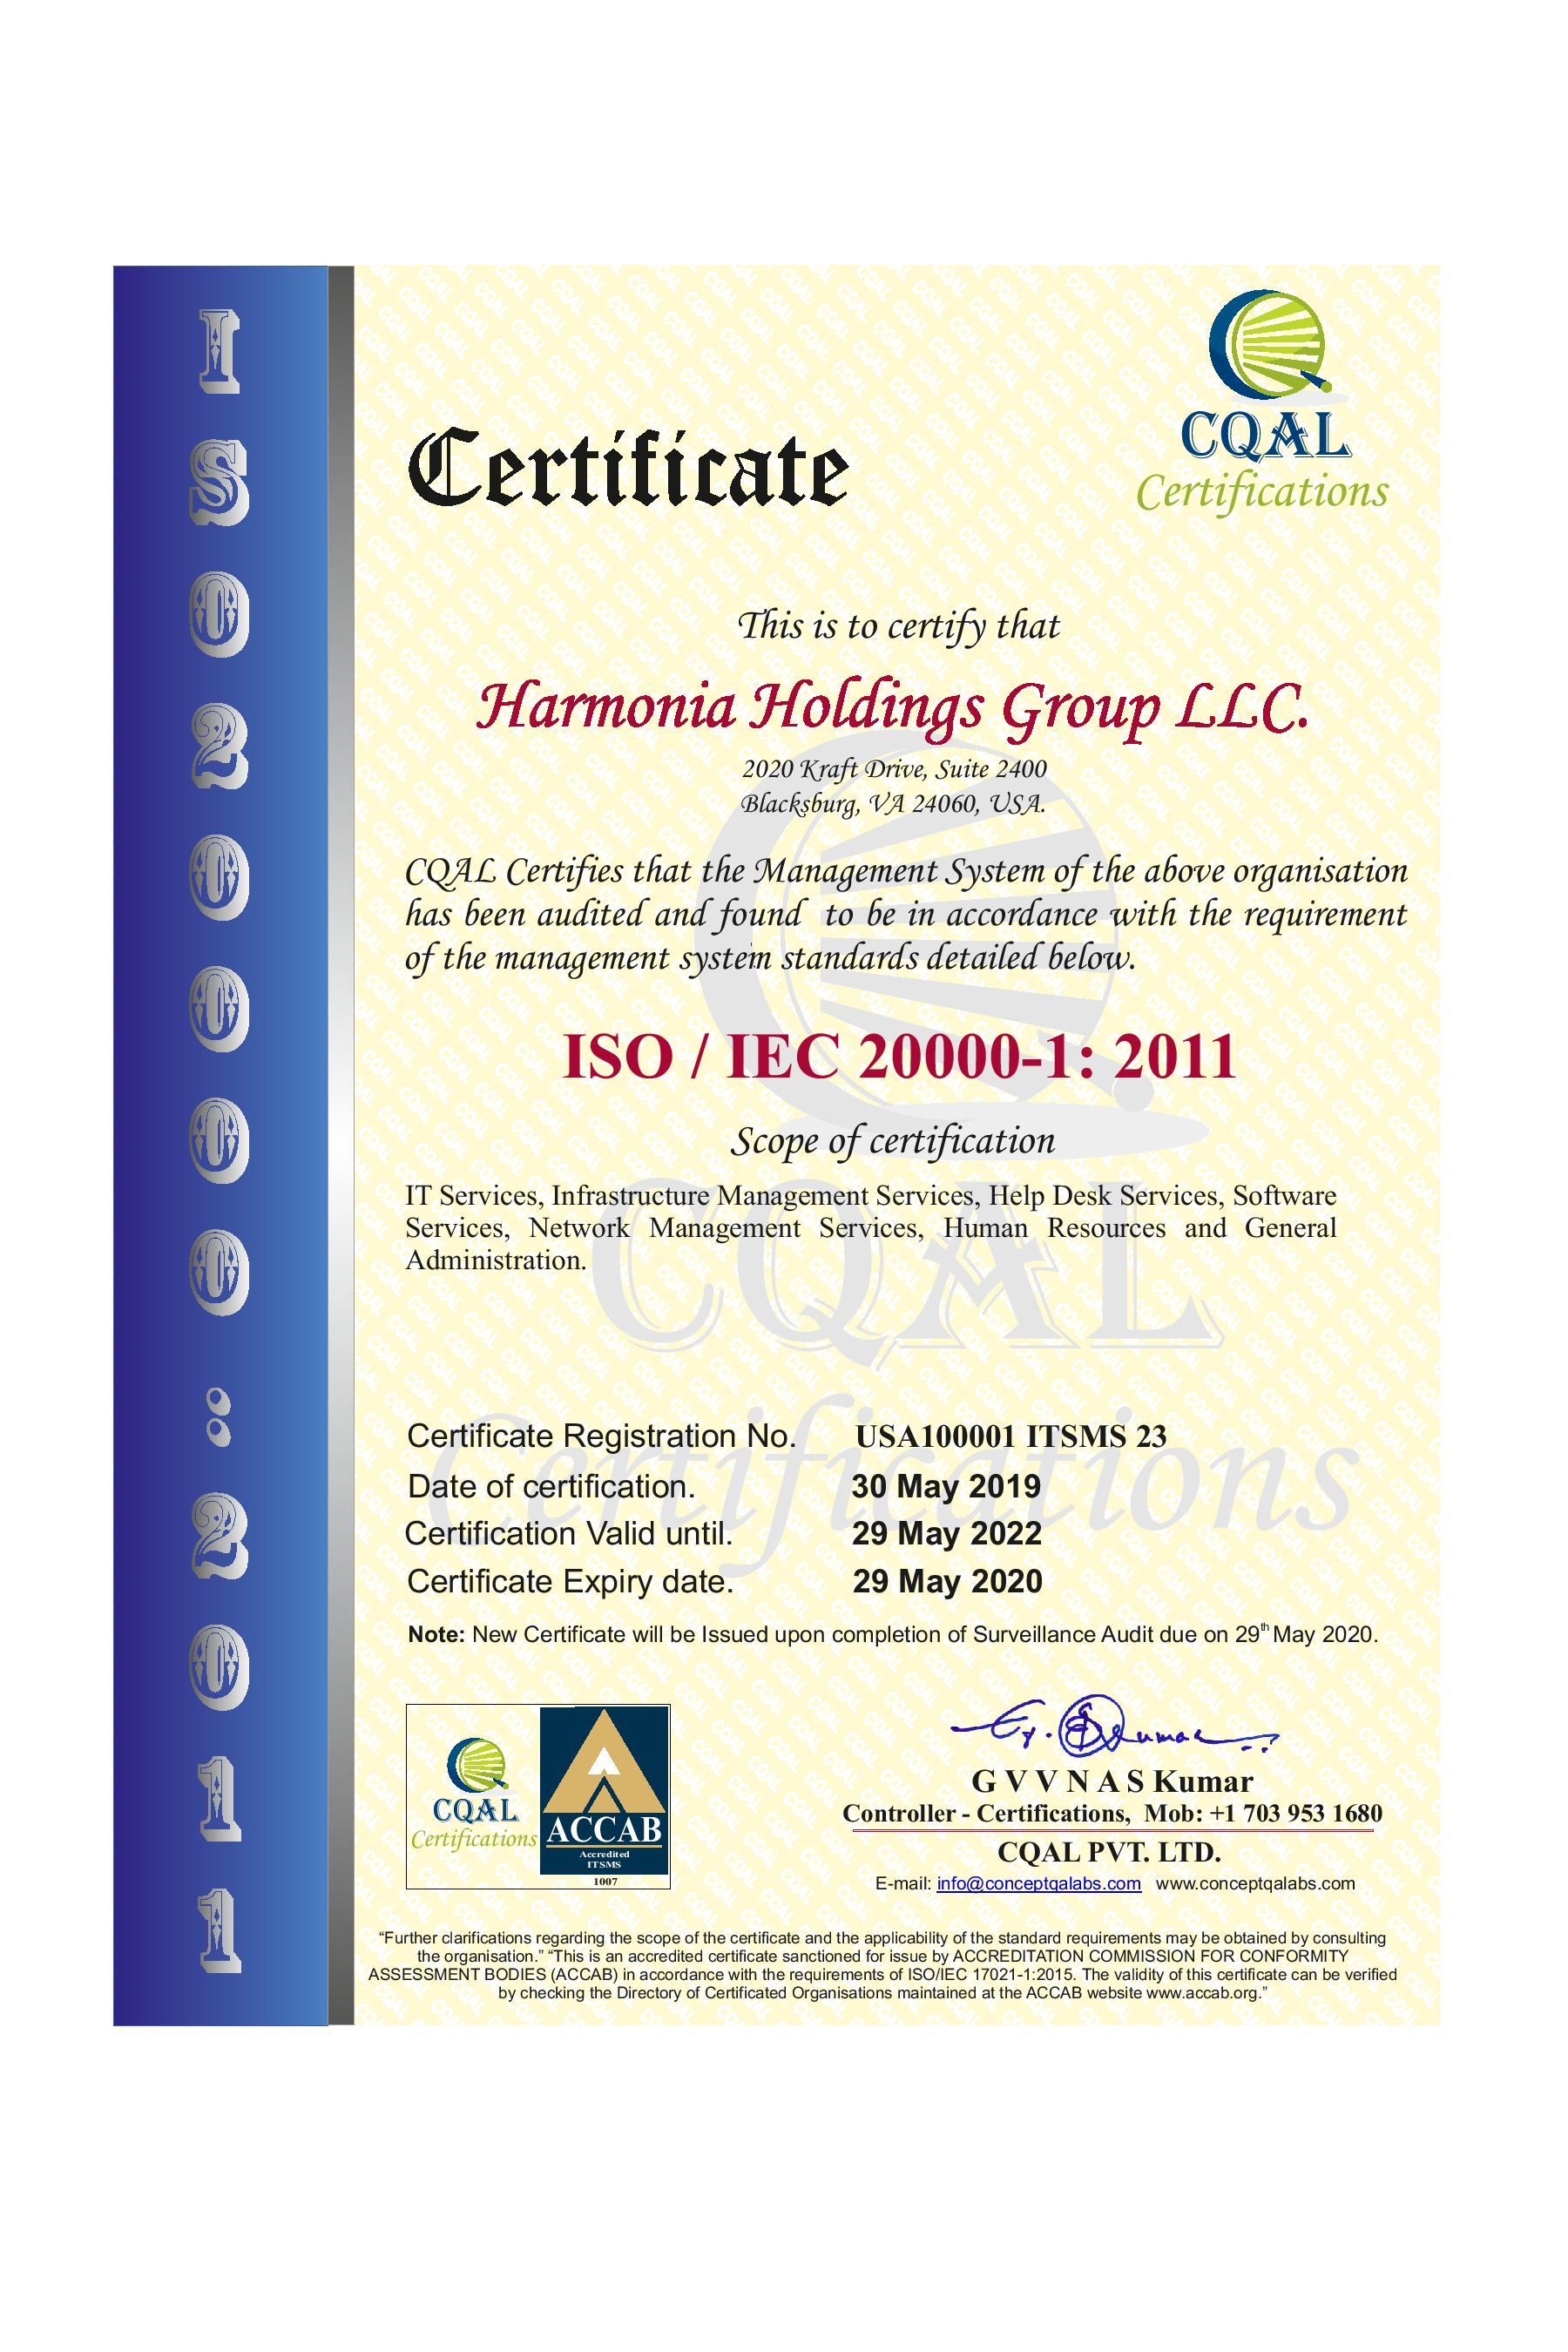 ISO20000:2011
CQAL
Certifications
Certificate
This is to certify that
Harmonia Holdings Group LLC.
2020 Kraft Drive, Suite 2400
Blacksburg, VA 24060, USA.
CQAL Certifies that the Management System of the above organisation
has been audited and found to be in accordance with the requirement
of the management system standards detailed below.
ISO / IEC 20000-1: 2011
Scope of certification
IT Services, Infrastructure Management Services, Help Desk Services, Software
Services, Network Management Services, Human Resources and General
Administration.
CQAL
Certifications
Certificate Registration No. USA100001 ITSMS 23
Date of certification. 30 May 2019
Certification Valid until. 29 May 2022
Certificate Expiry date. 29 May 2020
Note: New Certificate will be Issued upon completion of Surveillance Audit due on 29th May 2020.
CQAL
Certifications
ACCAB
Accredited
ITSMS
1007
G V V N A S Kumar
Controller - Certifications, Mob: +1 703 953 1680
CQAL PVT. LTD.
E-mail: info@conceptqalabs.com www.conceptqalabs.com
“Further clarifications regarding the scope of the certificate and the applicability of the standard requirements may be obtained by consulting
the organisation.” “This is an accredited certificate sanctioned for issue by ACCREDITATION COMMISSION FOR CONFORMITY
ASSESSMENT BODIES (ACCAB) in accordance with the requirements of ISO/IEC 17021-1:2015. The validity of this certificate can be verified
by checking the Directory of Certificated Organisations maintained at the ACCAB website www.accab.org.”